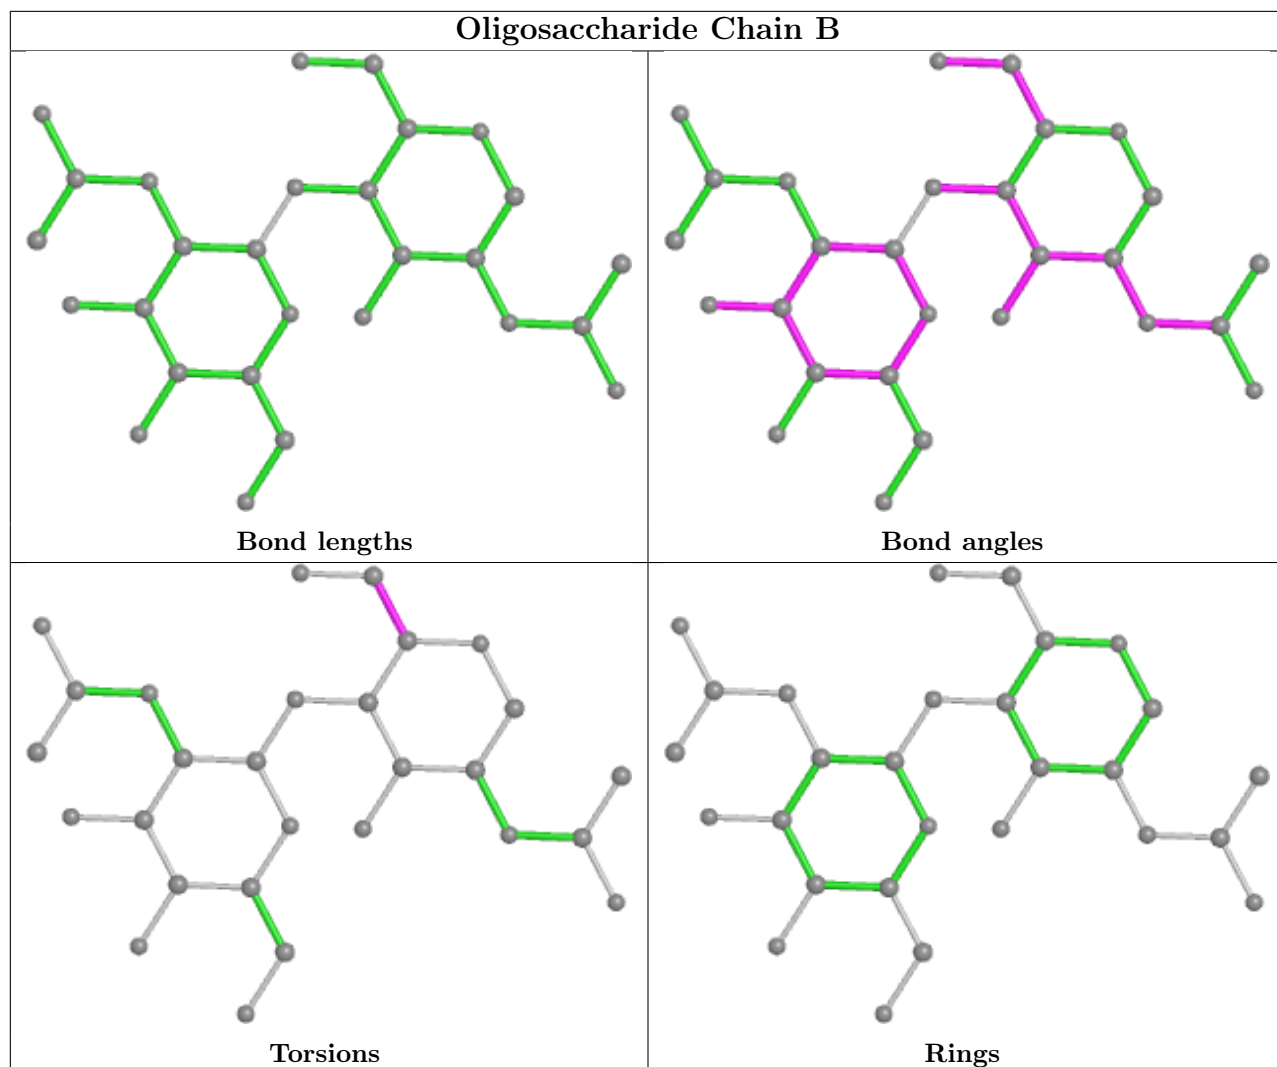 Oligosaccharide Chain B
Bond lengths
Bond angles
Torsions
Rings